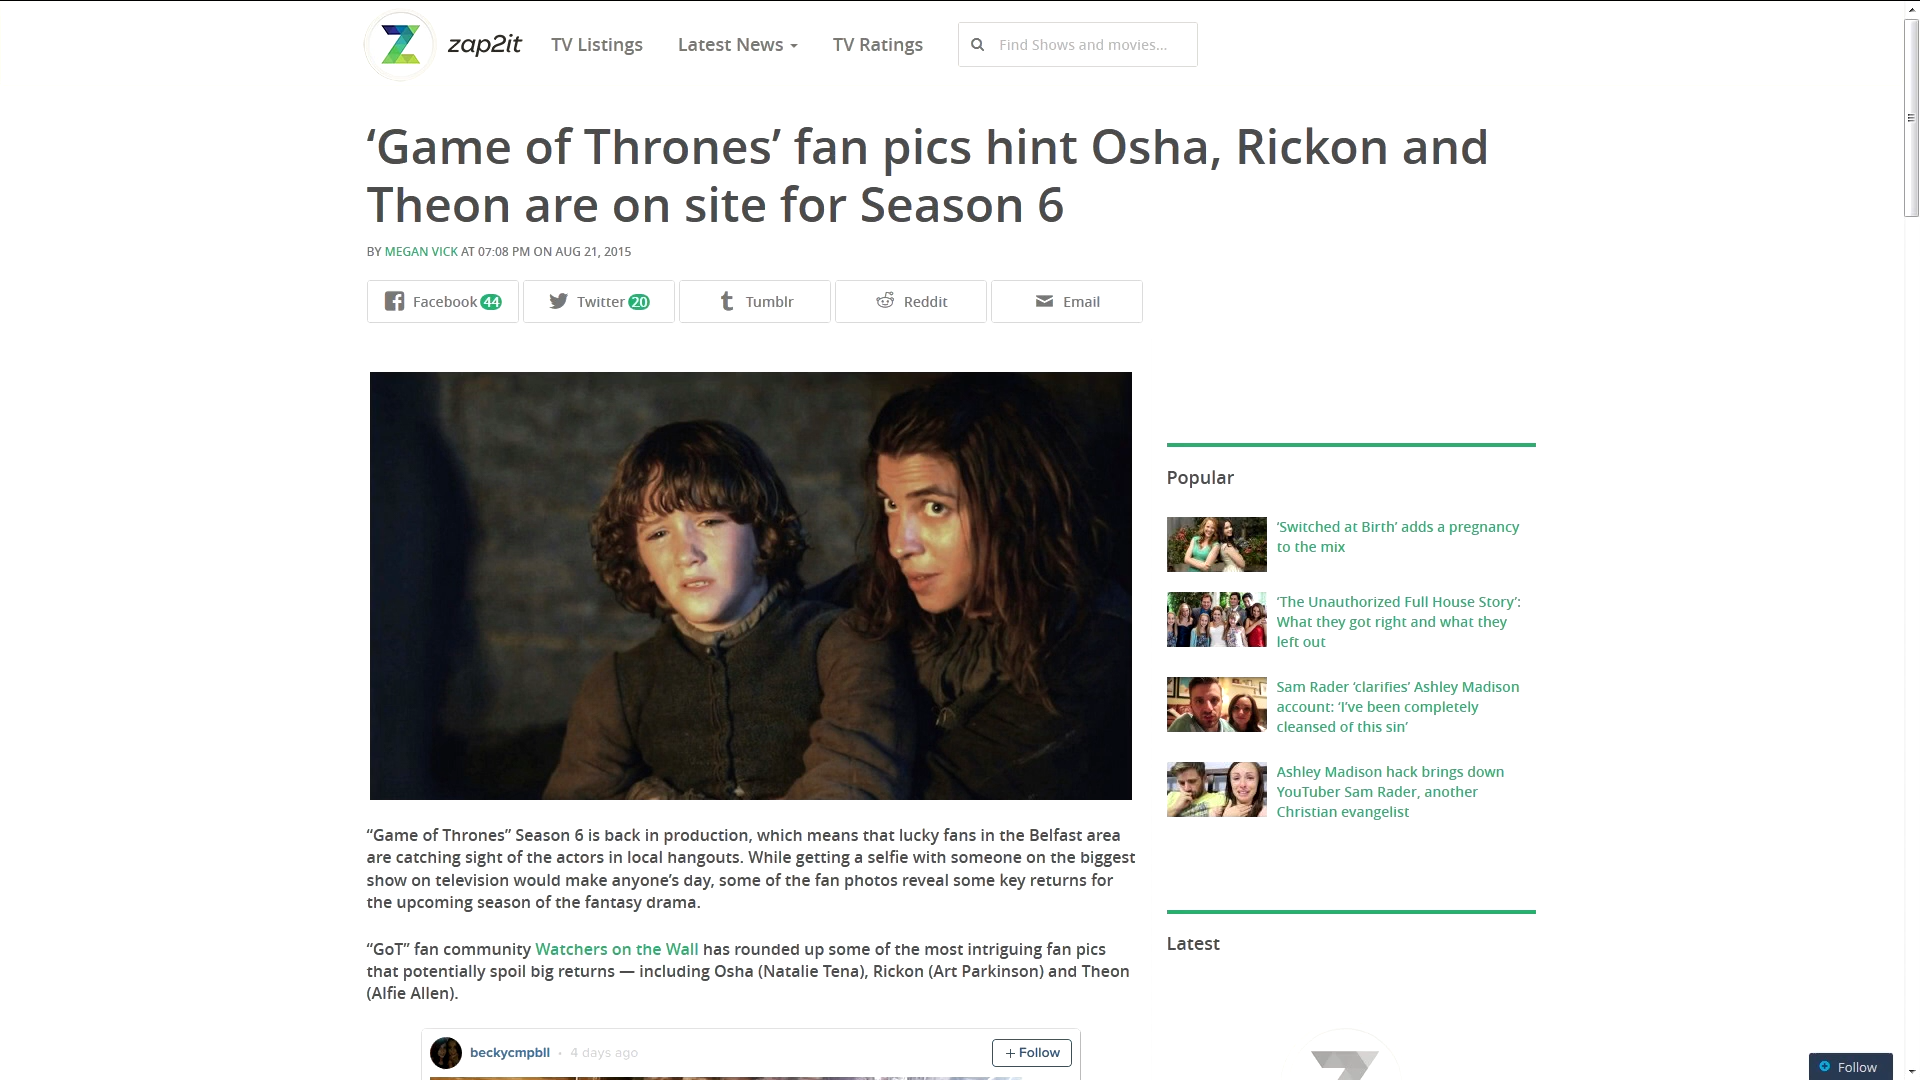 zap2it
TV Listings
Latest News
TV Ratings
Find Shows and movies...
‘Game of Thrones’ fan pics hint Osha, Rickon and
Theon are on site for Season 6
BY MEGAN VICK AT 07:08 PM ON AUG 21, 2015
Facebook 44
Twitter 20
Tumblr
Reddit
Email
“Game of Thrones” Season 6 is back in production, which means that lucky fans in the Belfast area
are catching sight of the actors in local hangouts. While getting a selfie with someone on the biggest
show on television would make anyone’s day, some of the fan photos reveal some key returns for
the upcoming season of the fantasy drama.
“GoT” fan community Watchers on the Wall has rounded up some of the most intriguing fan pics
that potentially spoil big returns — including Osha (Natalie Tena), Rickon (Art Parkinson) and Theon
(Alfie Allen).
beckycmpbll • 4 days ago
+ Follow
Popular
‘Switched at Birth’ adds a pregnancy
to the mix
‘The Unauthorized Full House Story’:
What they got right and what they
left out
Sam Rader ‘clarifies’ Ashley Madison
account: ‘I’ve been completely
cleansed of this sin’
Ashley Madison hack brings down
YouTuber Sam Rader, another
Christian evangelist
Latest
Follow